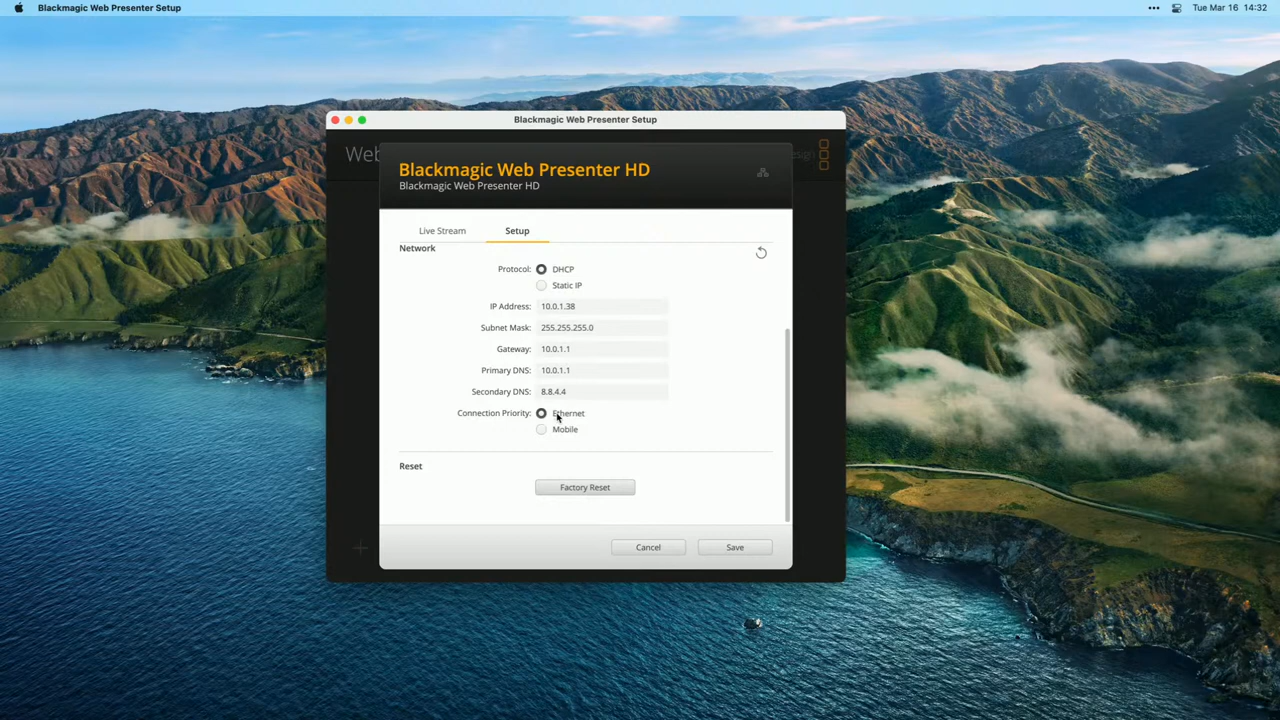 Blackmagic Web Presenter Setup
••• Tue Mar 16 14:32
Blackmagic Web Presenter Setup
Web
Blackmagic Web Presenter HD
Blackmagic Web Presenter HD
Live Stream
Setup
Network
Protocol: DHCP
Static IP
IP Address: 10.0.1.38
Subnet Mask: 255.255.255.0
Gateway: 10.0.1.1
Primary DNS: 10.0.1.1
Secondary DNS: 8.8.4.4
Connection Priority: Ethernet
Mobile
Reset
Factory Reset
Cancel
Save